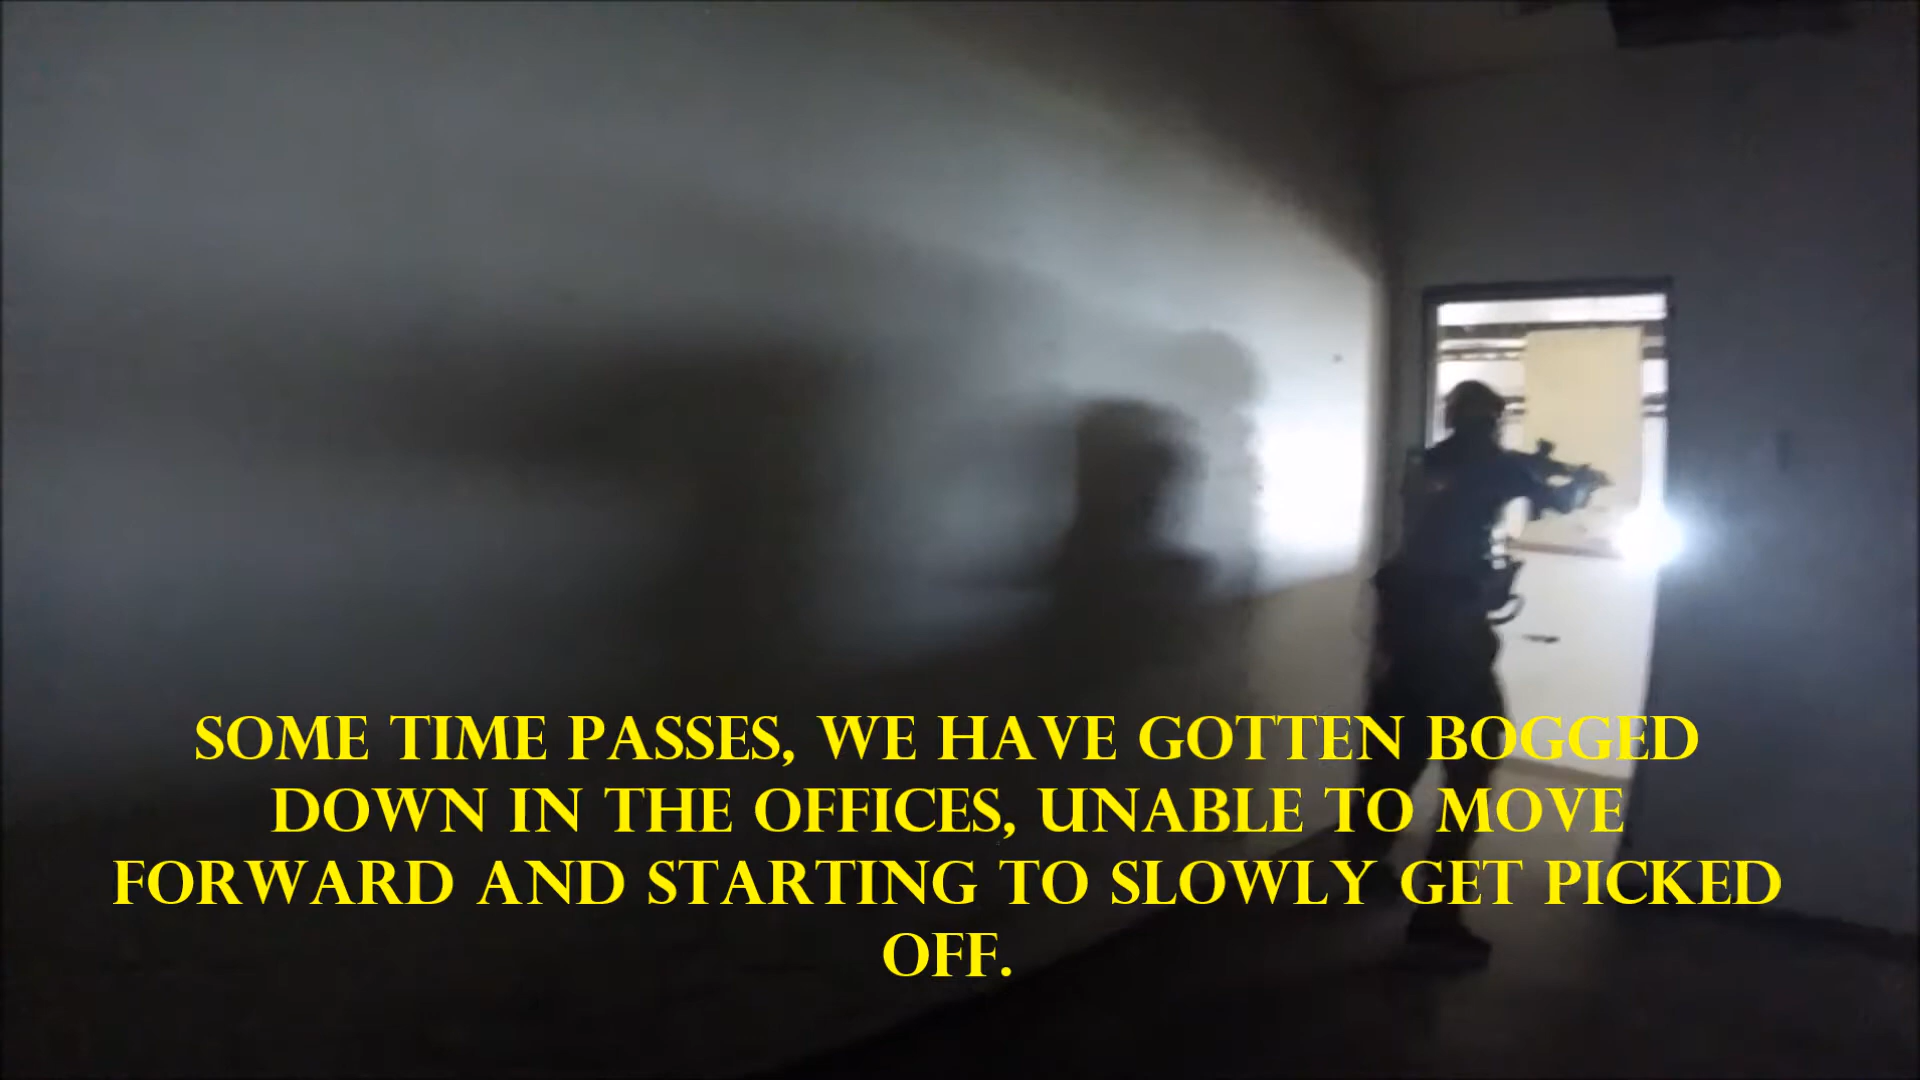 SOME TIME PASSES, WE HAVE GOTTEN BOGGED
DOWN IN THE OFFICES, UNABLE TO MOVE
FORWARD AND STARTING TO SLOWLY GET PICKED
OFF.